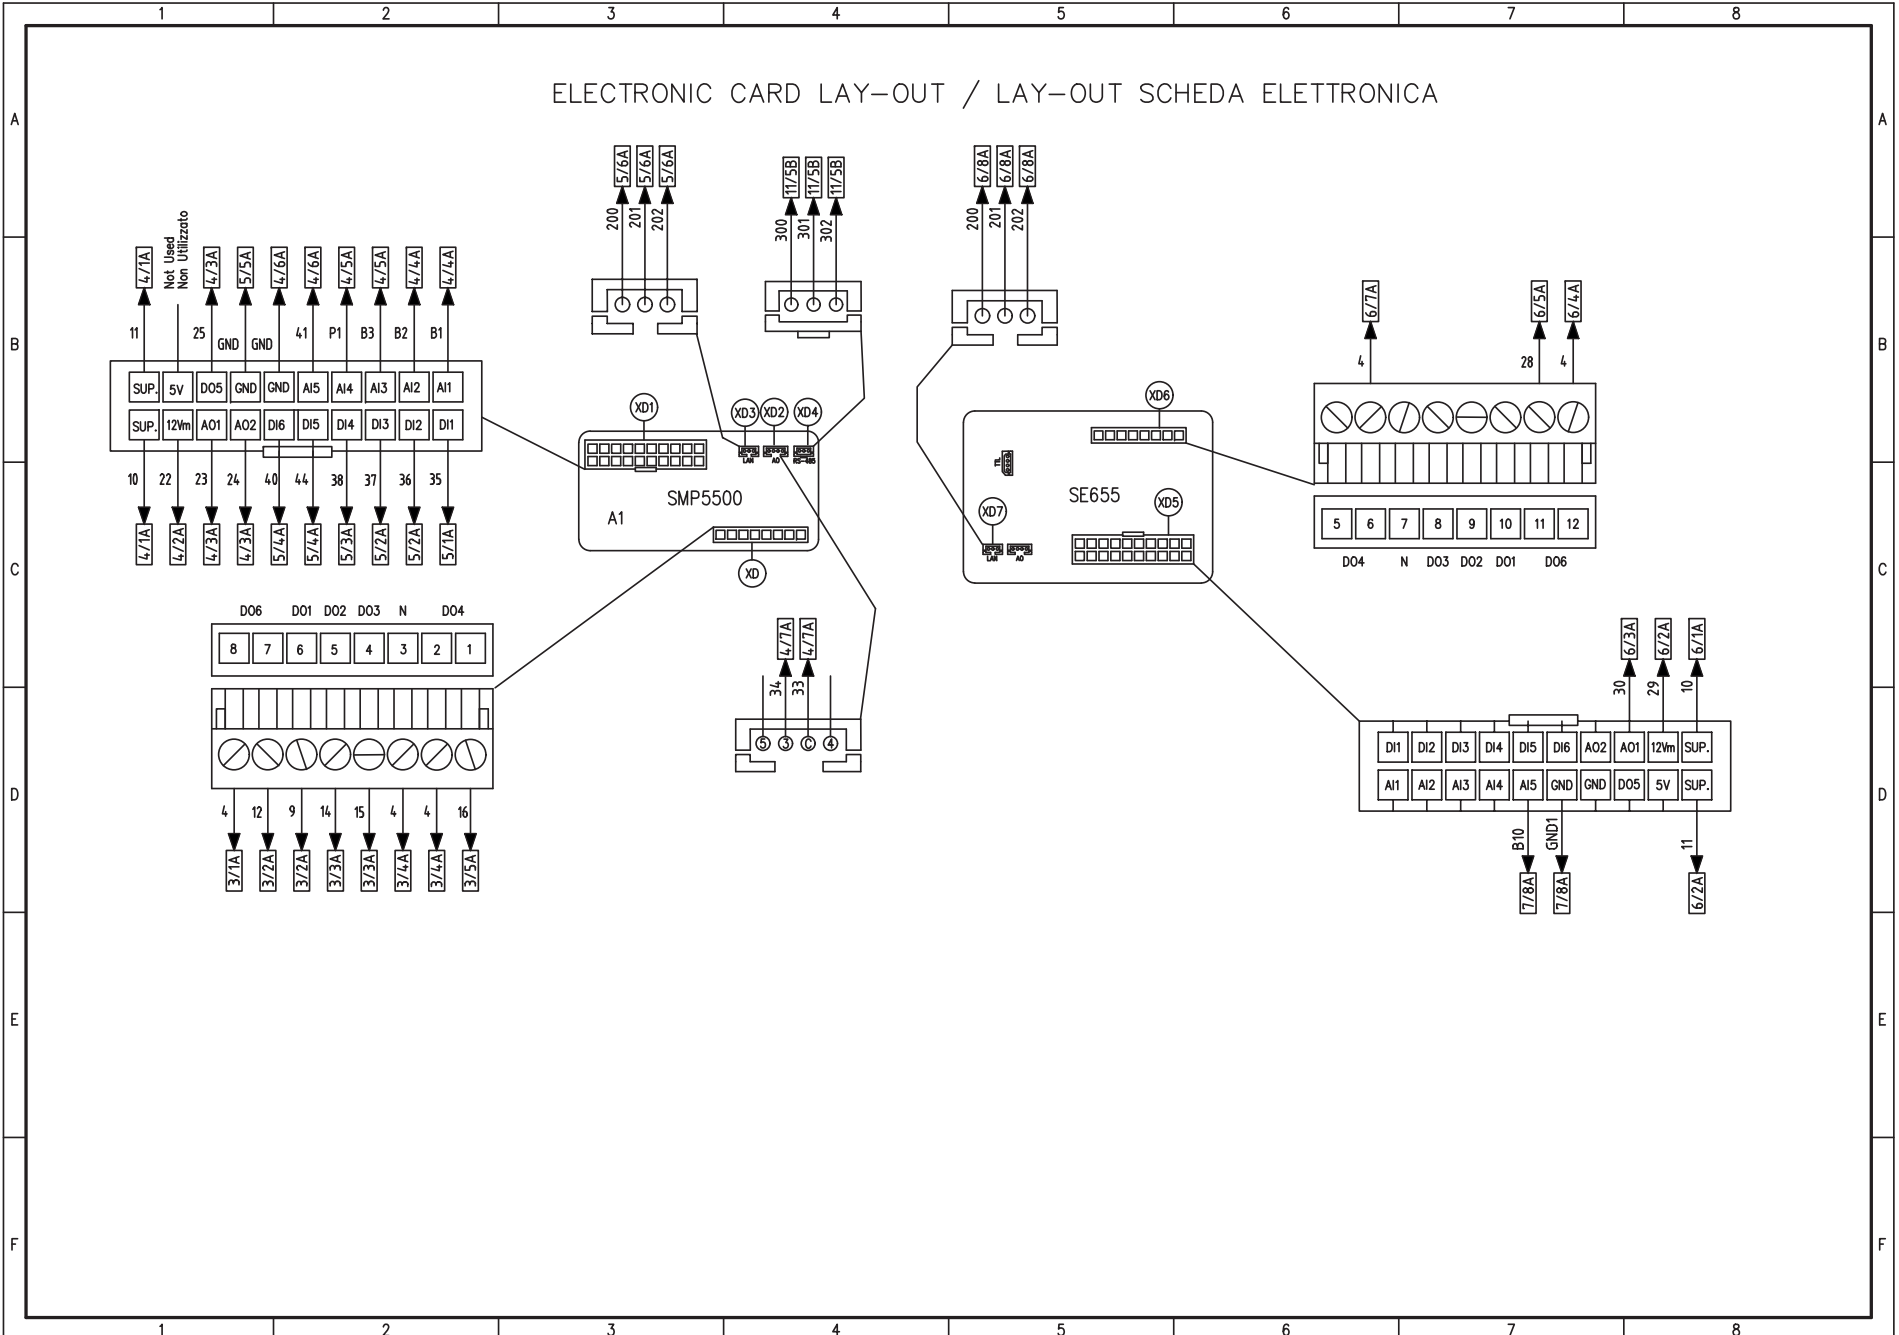 1 2 3 4 5 6 7 8
A A
ELECTRONIC CARD LAY-OUT / LAY-OUT SCHEDA ELETTRONICA
5/6A 5/6A 5/6A
200 201 202
11/5B 11/5B 11/5B
300 301 302
6/8A 6/8A 6/8A
200 201 202
B B
4/1A
Not Used
Non Utilizzato
4/3A 5/5A 4/6A 4/6A 4/5A 4/5A 4/4A 4/4A
11 25 GND GND 41 P1 B3 B2 B1
SUP. 5V DO5 GND GND AI5 AI4 AI3 AI2 AI1
SUP. 12Vm AO1 AO2 DI6 DI5 DI4 DI3 DI2 DI1
10 22 23 24 40 44 38 37 36 35
4/1A 4/2A 4/3A 4/3A 5/4A 5/4A 5/3A 5/2A 5/2A 5/1A
XD1 XD3 XD2 XD4
LAN AO RS-485
SMP5500
A1
XD
XD6
TTL
SE655
XD7 XD5
LAN AO
6/7A 6/5A 6/4A
4 28 4
5 6 7 8 9 10 11 12
DO4 N DO3 DO2 DO1 DO6
C C
DO6 DO1 DO2 DO3 N DO4
8 7 6 5 4 3 2 1
4 12 9 14 15 4 4 16
3/1A 3/2A 3/2A 3/3A 3/3A 3/4A 3/4A 3/5A
4/7A 4/7A
34 33
5 3 C 4
6/3A 6/2A 6/1A
30 29 10
DI1 DI2 DI3 DI4 DI5 DI6 AO2 AO1 12Vm SUP.
AI1 AI2 AI3 AI4 AI5 GND GND DO5 5V SUP.
B10 GND1 11
7/8A 7/8A 6/2A
D D
E E
F F
1 2 3 4 5 6 7 8